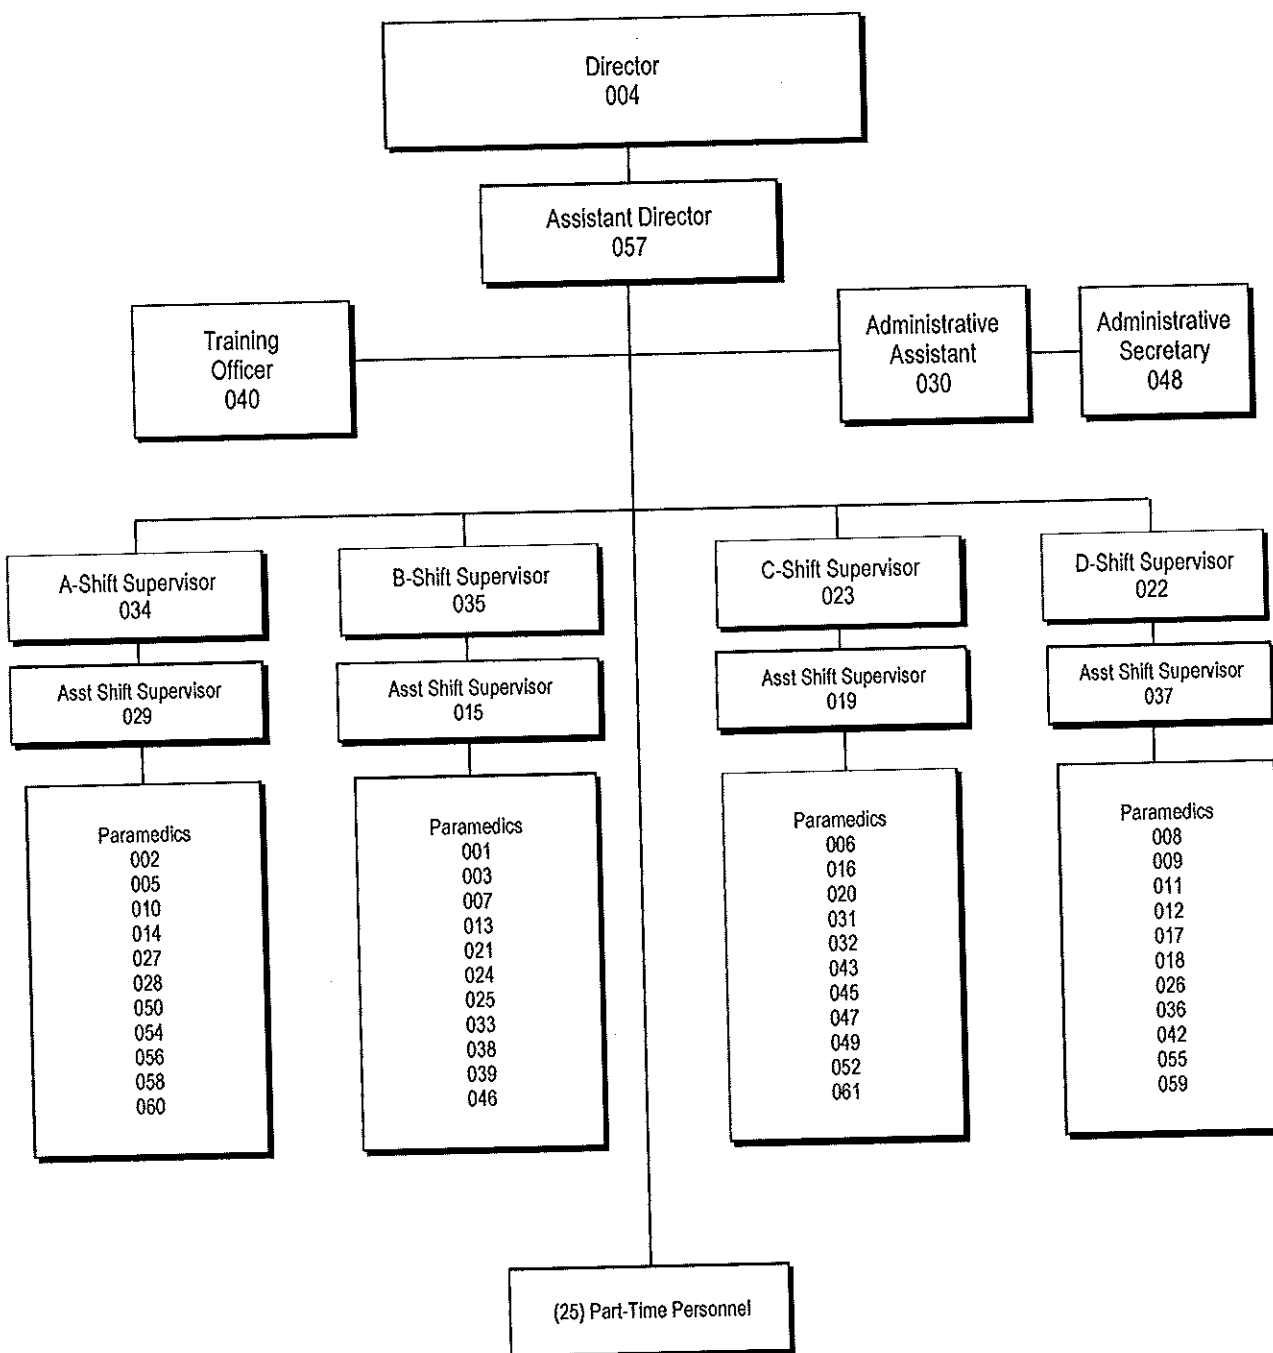 Director
004
Assistant Director
057
Training
Officer
040
Administrative
Assistant
030
Administrative
Secretary
048
A-Shift Supervisor
034
Asst Shift Supervisor
029
Paramedics
002
005
010
014
027
028
050
054
056
058
060
B-Shift Supervisor
035
Asst Shift Supervisor
015
Paramedics
001
003
007
013
021
024
025
033
038
039
046
C-Shift Supervisor
023
Asst Shift Supervisor
019
Paramedics
006
016
020
031
032
043
045
047
049
052
061
D-Shift Supervisor
022
Asst Shift Supervisor
037
Paramedics
008
009
011
012
017
018
026
036
042
055
059
(25) Part-Time Personnel